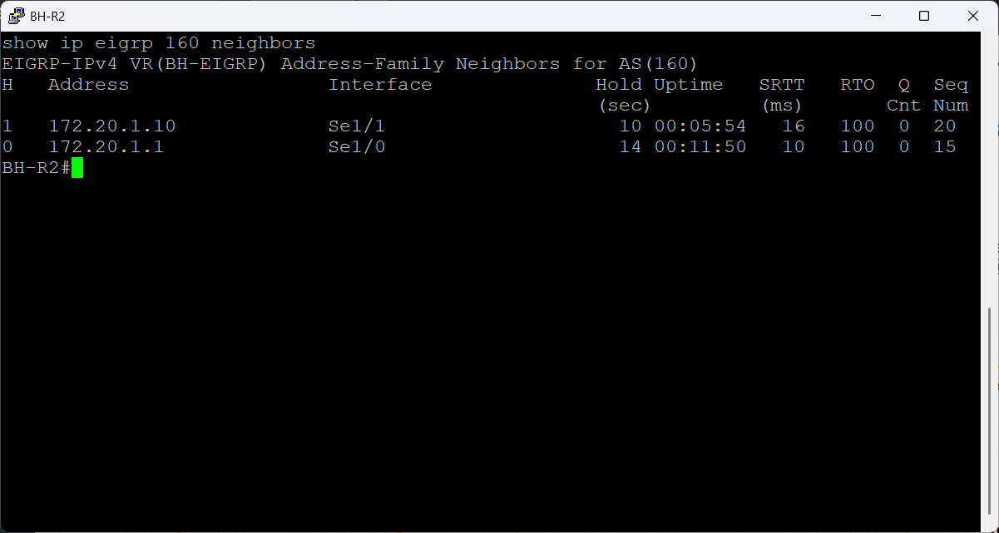 BH-R2
show ip eigrp 160 neighbors
EIGRP-IPv4 VR(BH-EIGRP) Address-Family Neighbors for AS(160)
H   Address                 Interface              Hold Uptime   SRTT   RTO  Q  Seq
                                                   (sec)         (ms)       Cnt Num
1   172.20.1.10             Se1/1                    10 00:05:54   16   100  0  20
0   172.20.1.1              Se1/0                    14 00:11:50   10   100  0  15
BH-R2#